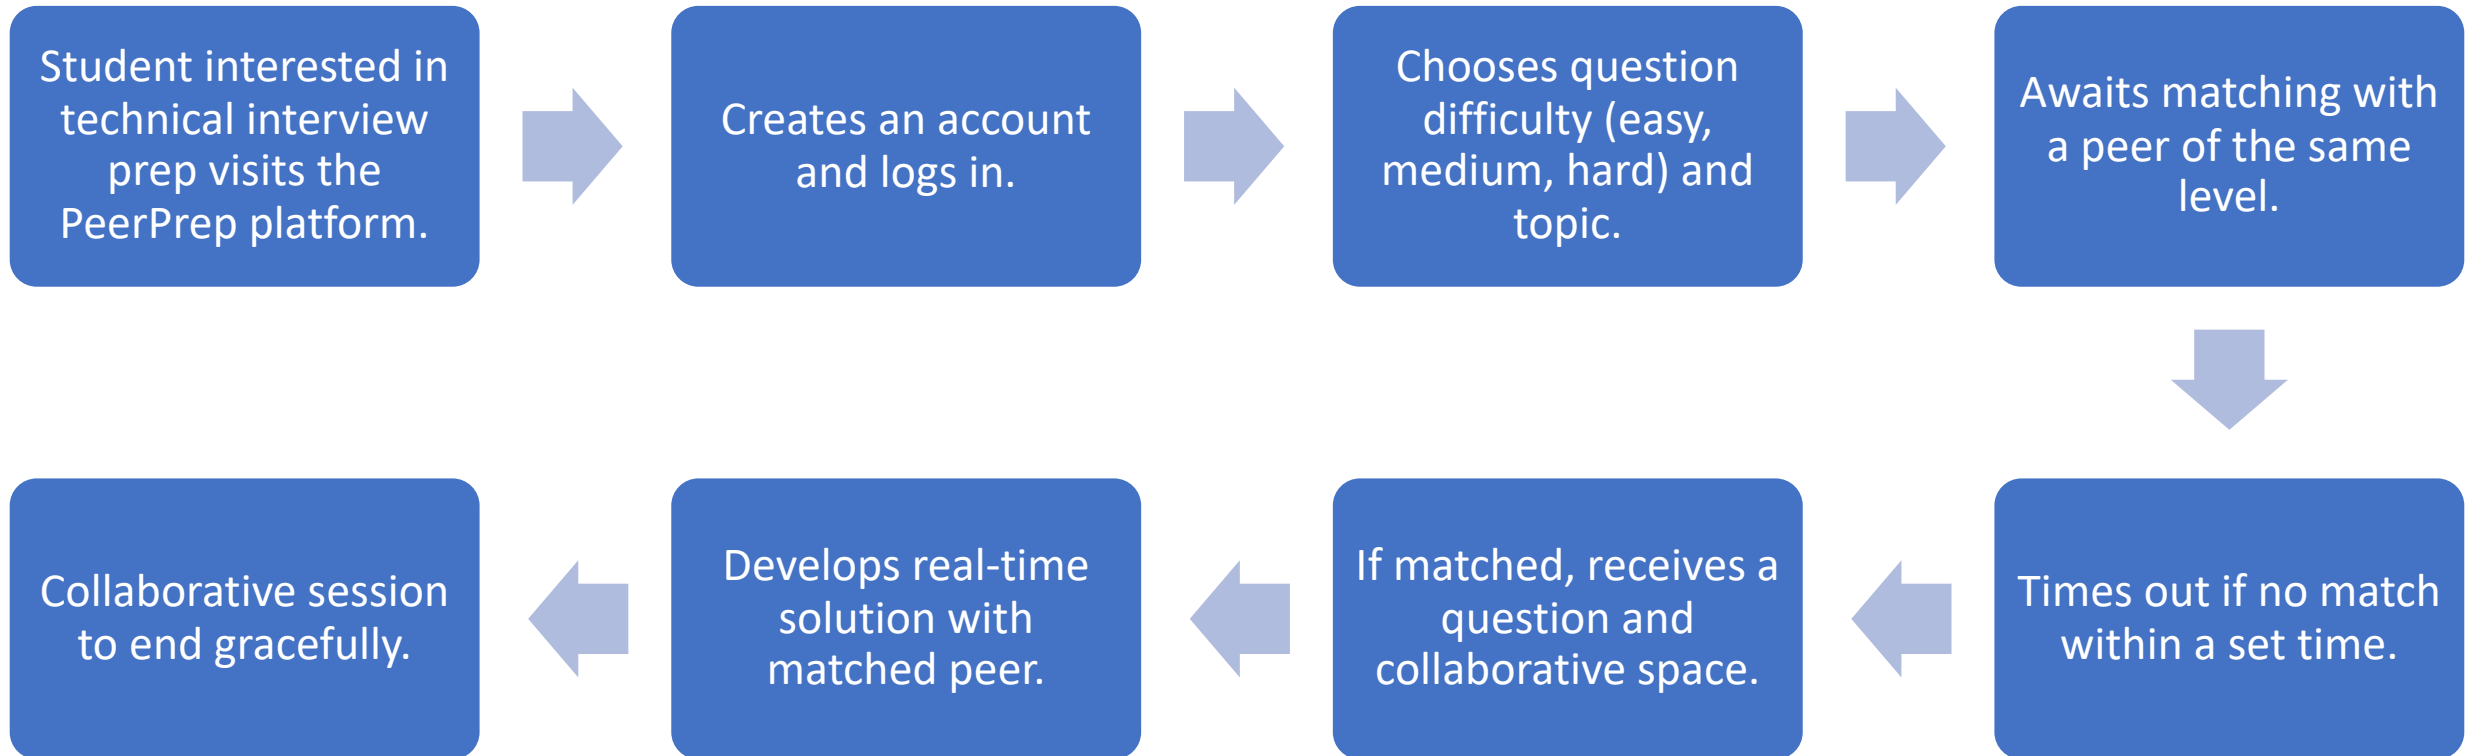 Student interested in
technical interview
prep visits the
PeerPrep platform.
Creates an account
and logs in.
Chooses question
difficulty (easy,
medium, hard) and
topic.
Awaits matching with
a peer of the same
level.
Times out if no match
within a set time.
If matched, receives a
question and
collaborative space.
Develops real-time
solution with
matched peer.
Collaborative session
to end gracefully.